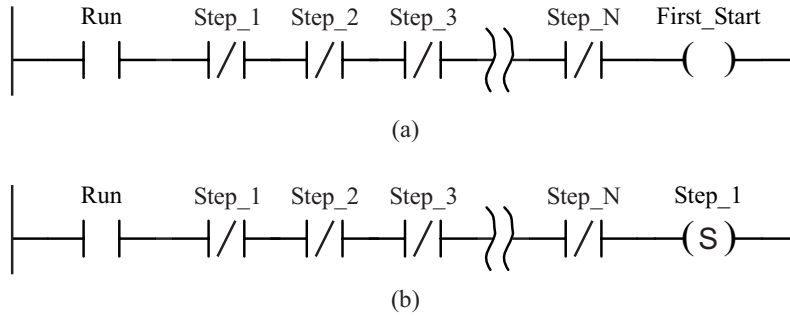 Run Step_1 Step_2 Step_3 Step_N First_Start
(a)
Run Step_1 Step_2 Step_3 Step_N Step_1
S
(b)